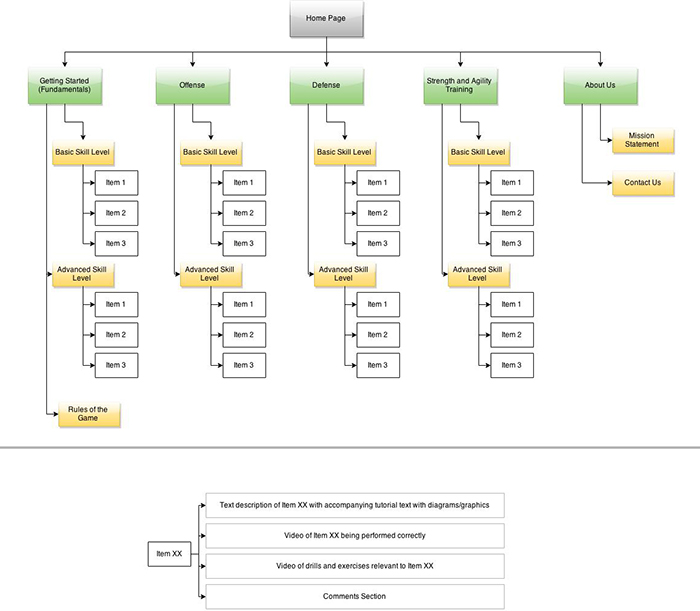 Home Page
Getting Started
(Fundamentals)
Offense
Defense
Strength and Agility
Training
About Us
Basic Skill Level
Item 1
Item 2
Item 3
Advanced Skill
Level
Item 1
Item 2
Item 3
Rules of the
Game
Basic Skill Level
Item 1
Item 2
Item 3
Advanced Skill
Level
Item 1
Item 2
Item 3
Basic Skill Level
Item 1
Item 2
Item 3
Advanced Skill
Level
Item 1
Item 2
Item 3
Basic Skill Level
Item 1
Item 2
Item 3
Advanced Skill
Level
Item 1
Item 2
Item 3
Mission
Statement
Contact Us
Item XX
Text description of Item XX with accompanying tutorial text with diagrams/graphics
Video of Item XX being performed correctly
Video of drills and exercises relevant to Item XX
Comments Section